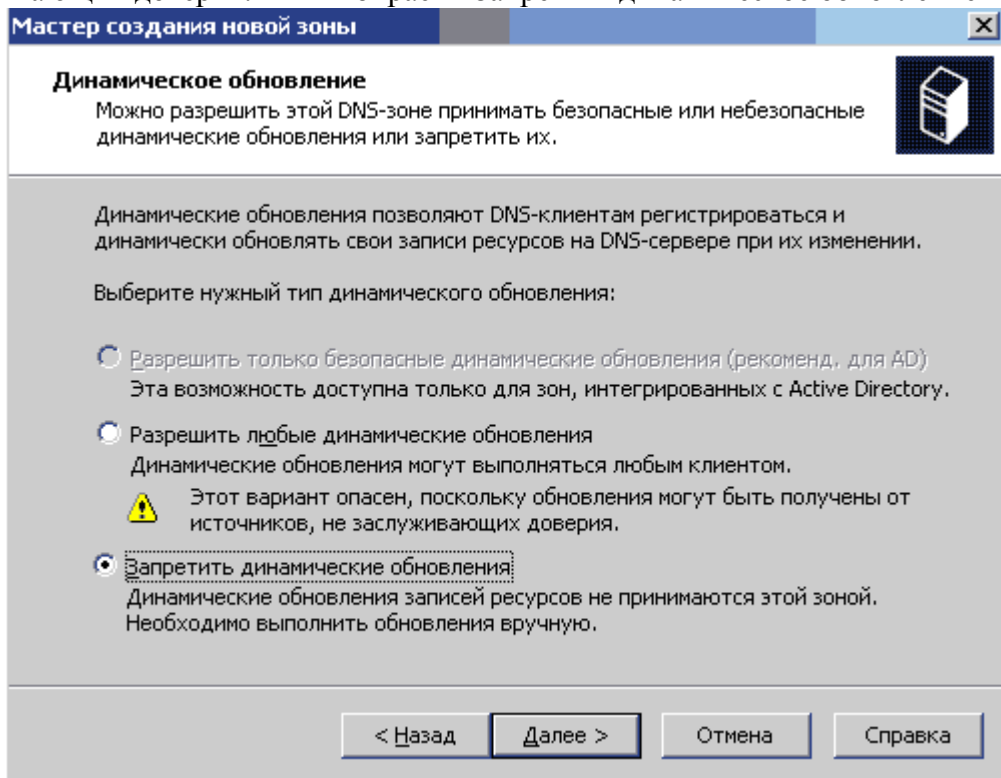 Мастер создания новой зоны
Динамическое обновление
Можно разрешить этой DNS-зоне принимать безопасные или небезопасные
динамические обновления или запретить их.
Динамические обновления позволяют DNS-клиентам регистрироваться и
динамически обновлять свои записи ресурсов на DNS-сервере при их изменении.
Выберите нужный тип динамического обновления:
Разрешить только безопасные динамические обновления (рекоменд. для AD)
Эта возможность доступна только для зон, интегрированных с Active Directory.
Разрешить любые динамические обновления
Динамические обновления могут выполняться любым клиентом.
Этот вариант опасен, поскольку обновления могут быть получены от
источников, не заслуживающих доверия.
Запретить динамические обновления
Динамические обновления записей ресурсов не принимаются этой зоной.
Необходимо выполнить обновления вручную.
< Назад Далее > Отмена Справка